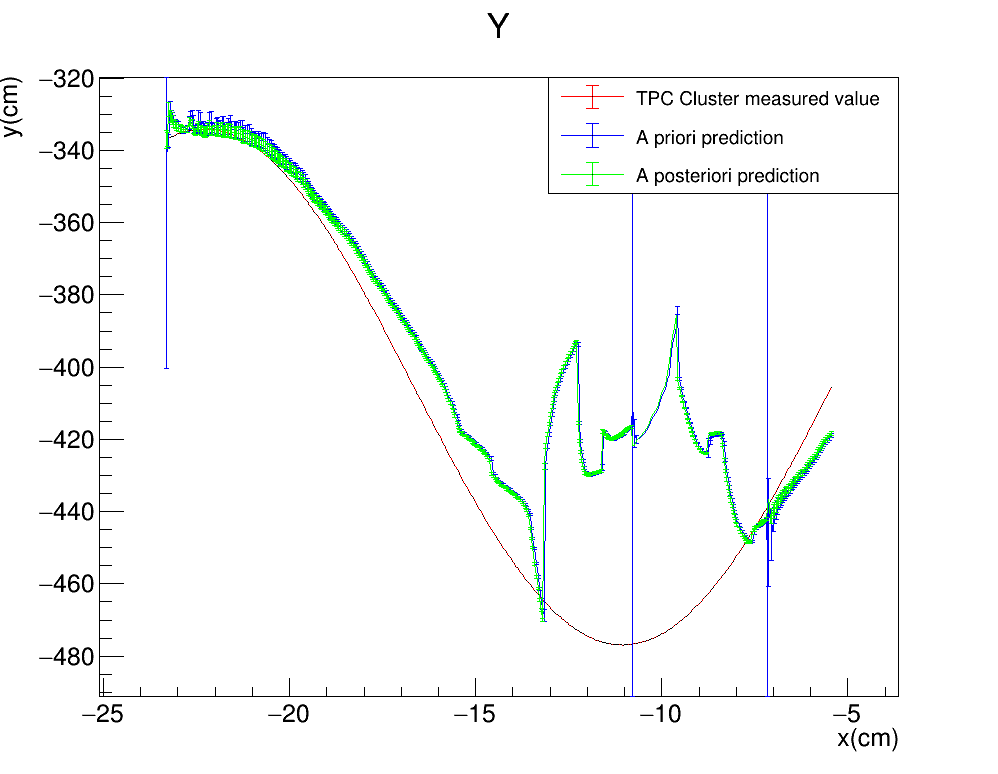 Y
y(cm)
−320
−340
−360
−380
−400
−420
−440
−460
−480
TPC Cluster measured value
A priori prediction
A posteriori prediction
−25 −20 −15 −10 −5
x(cm)